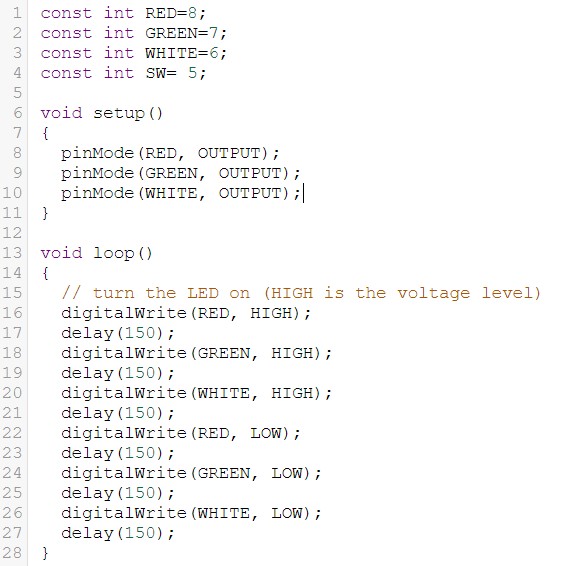 1 const int RED=8;
2 const int GREEN=7;
3 const int WHITE=6;
4 const int SW= 5;
5
6 void setup()
7 {
8   pinMode(RED, OUTPUT);
9   pinMode(GREEN, OUTPUT);
10   pinMode(WHITE, OUTPUT);
11 }
12
13 void loop()
14 {
15   // turn the LED on (HIGH is the voltage level)
16   digitalWrite(RED, HIGH);
17   delay(150);
18   digitalWrite(GREEN, HIGH);
19   delay(150);
20   digitalWrite(WHITE, HIGH);
21   delay(150);
22   digitalWrite(RED, LOW);
23   delay(150);
24   digitalWrite(GREEN, LOW);
25   delay(150);
26   digitalWrite(WHITE, LOW);
27   delay(150);
28 }